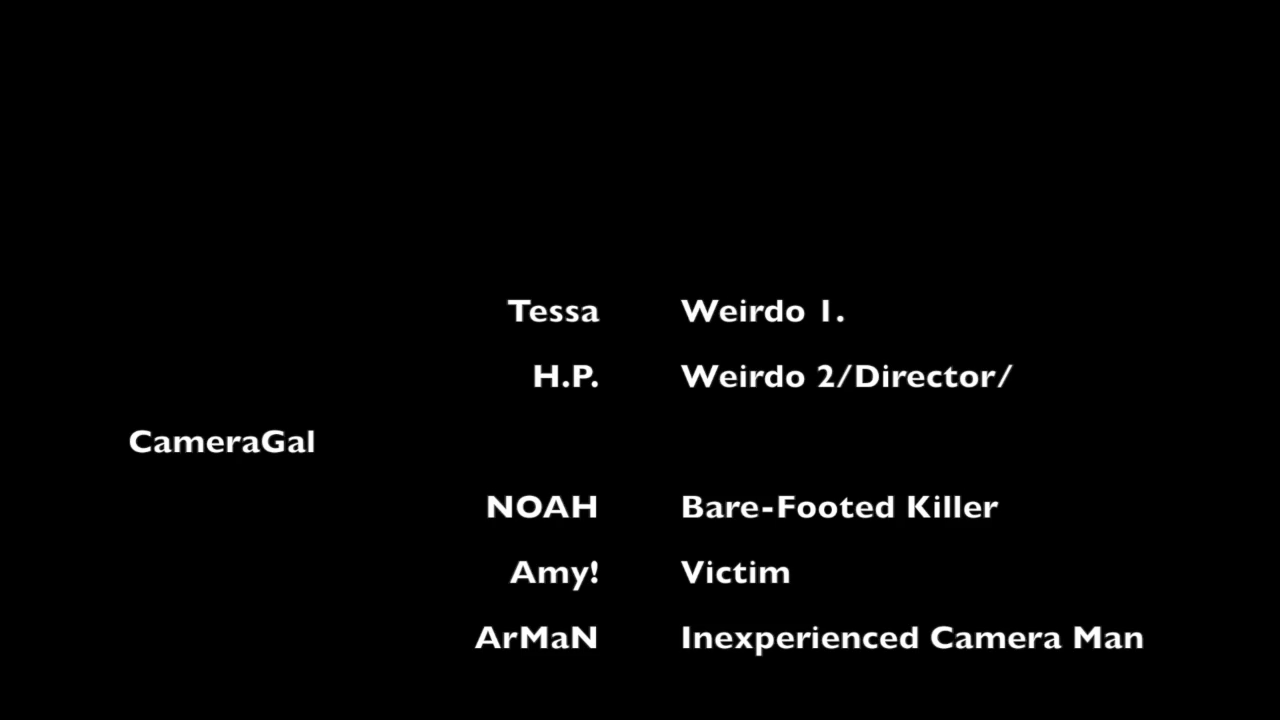 Tessa Weirdo 1.
H.P. Weirdo 2/Director/
CameraGal
NOAH Bare-Footed Killer
Amy! Victim
ArMaN Inexperienced Camera Man